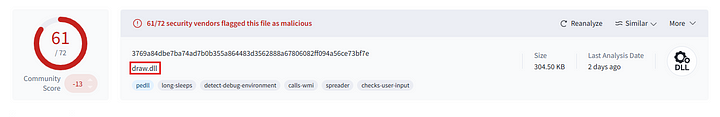 61
/ 72
Community
Score
-13
61/72 security vendors flagged this file as malicious
Reanalyze
Similar
More
3769a84dbe7ba74ad7b0b355a864483d3562888a67806082ff094a56ce73bf7e
draw.dll
Size
304.50 KB
Last Analysis Date
2 days ago
DLL
pedll
long-sleeps
detect-debug-environment
calls-wmi
spreader
checks-user-input